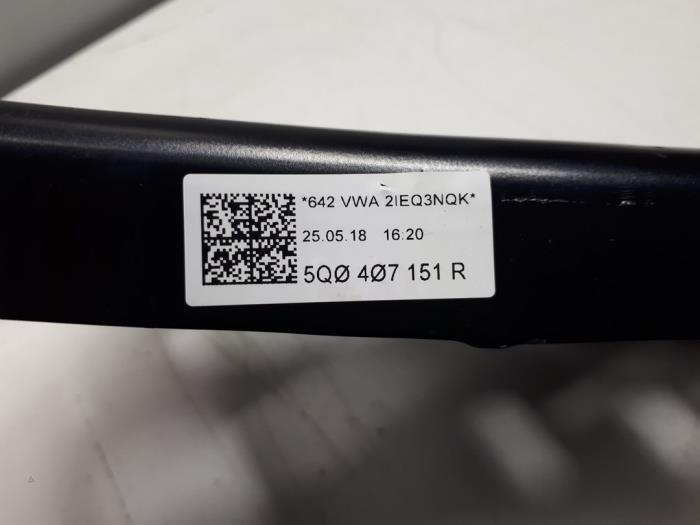 *642 VWA 2IEQ3NQK*
25.05.18 16:20
5QØ 4Ø7 151 R